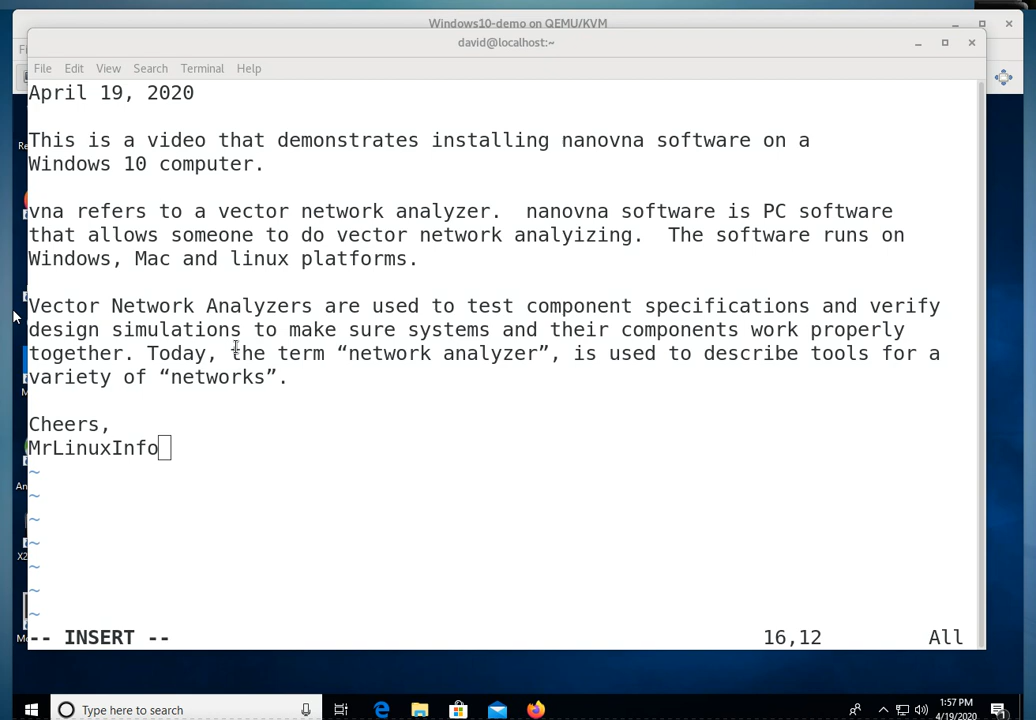 Windows10-demo on QEMU/KVM
david@localhost:~
File Edit View Search Terminal Help
April 19, 2020
This is a video that demonstrates installing nanovna software on a
Windows 10 computer.
vna refers to a vector network analyzer.  nanovna software is PC software
that allows someone to do vector network analyizing.  The software runs on
Windows, Mac and linux platforms.
Vector Network Analyzers are used to test component specifications and verify
design simulations to make sure systems and their components work properly
together. Today, the term “network analyzer”, is used to describe tools for a
variety of “networks”.
Cheers,
MrLinuxInfo
~
~
~
~
~
~
~
-- INSERT -- 16,12 All
Type here to search
1:57 PM
4/19/2020